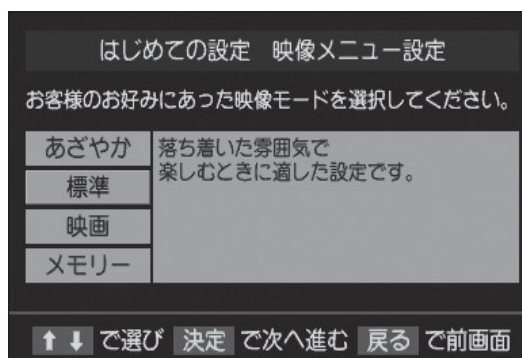 はじめての設定　映像メニュー設定
お客様のお好みにあった映像モードを選択してください。
あざやか
標準
映画
メモリー
落ち着いた雰囲気で
楽しむときに適した設定です。
⬆⬇ で選び 決定 で次へ進む 戻る で前画面